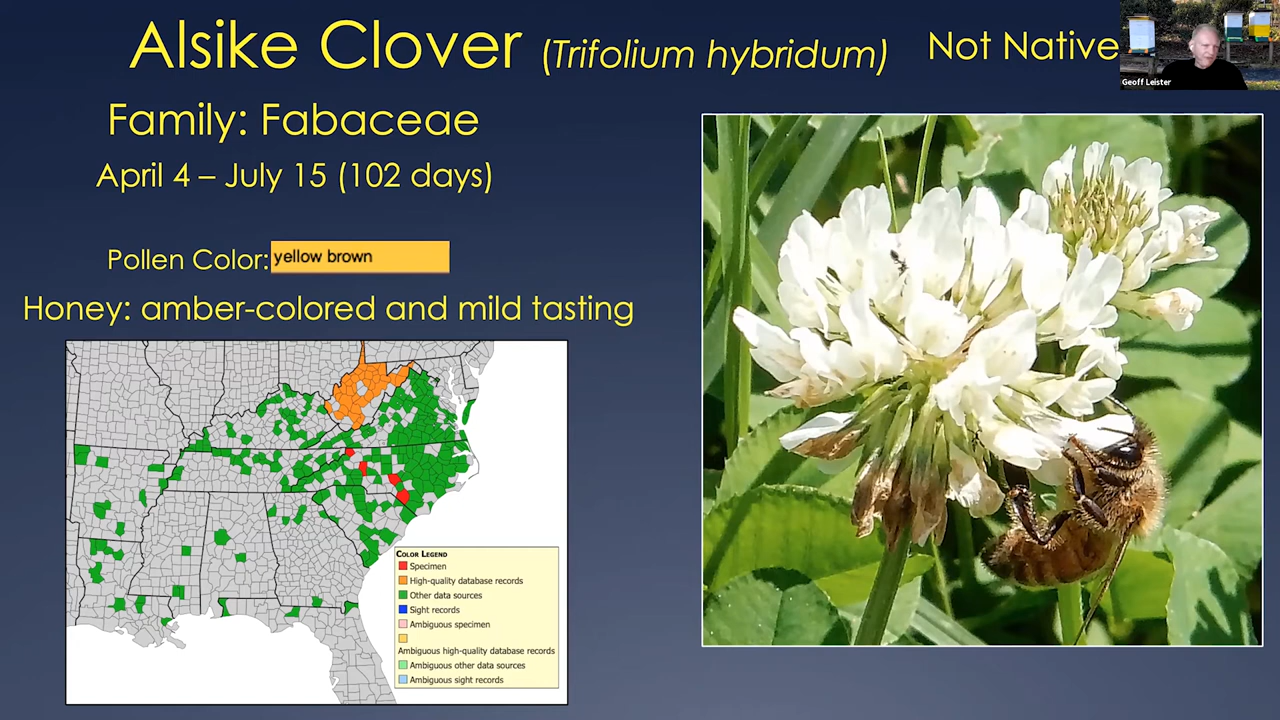 Alsike Clover (Trifolium hybridum) Not Native
Geoff Leister
Family: Fabaceae
April 4 – July 15 (102 days)
Pollen Color: yellow brown
Honey: amber-colored and mild tasting
COLOR LEGEND
Specimen
High-quality database records
Other data sources
Sight records
Ambiguous specimen
Ambiguous high-quality database records
Ambiguous other data sources
Ambiguous sight records